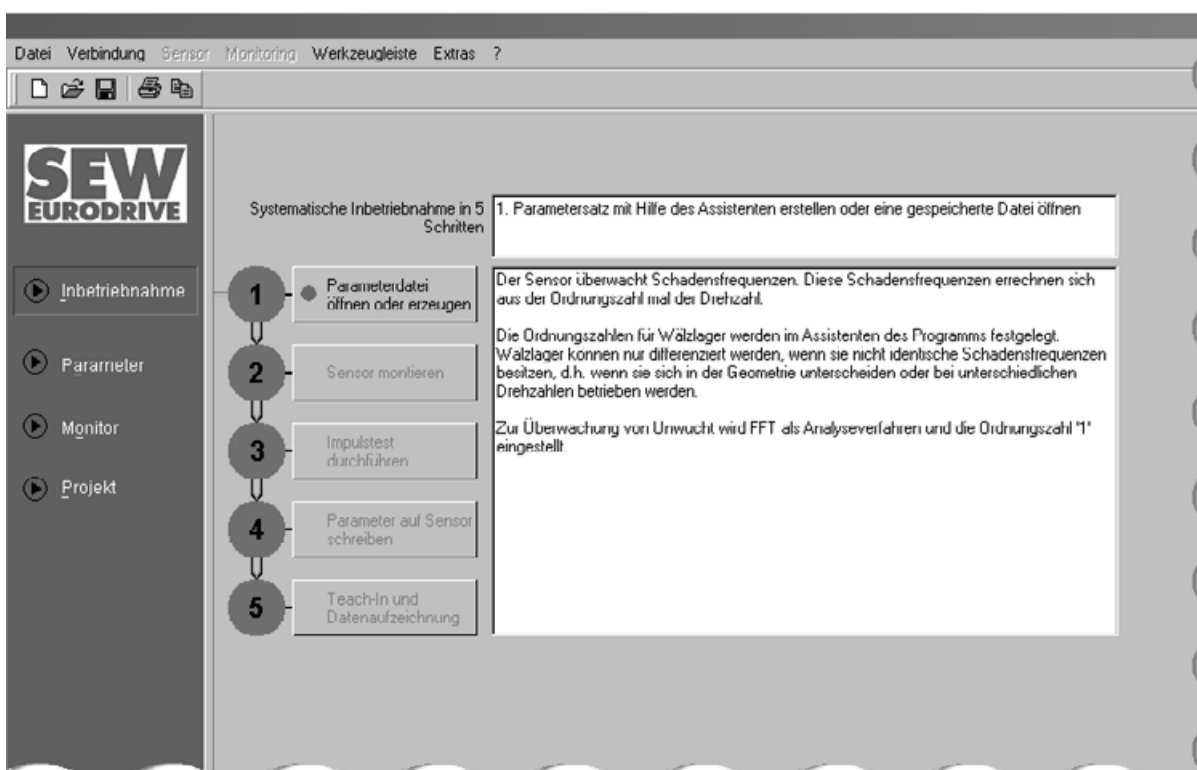 Datei Verbindung Sensor Monitoring Werkzeugleiste Extras ?
SEW
EURODRIVE
Inbetriebnahme
Parameter
Monitor
Projekt
Systematische Inbetriebnahme in 5
Schritten
1. Parametersatz mit Hilfe des Assistenten erstellen oder eine gespeicherte Datei öffnen
1
Parameterdatei
öffnen oder erzeugen
2
Sensor montieren
3
Impulstest
durchführen
4
Parameter auf Sensor
schreiben
5
Teach-In und
Datenaufzeichnung
Der Sensor überwacht Schadensfrequenzen. Diese Schadensfrequenzen errechnen sich
aus der Ordnungszahl mal der Drehzahl.
Die Ordnungszahlen für Wälzlager werden im Assistenten des Programms festgelegt.
Wälzlager können nur differenziert werden, wenn sie nicht identische Schadensfrequenzen
besitzen, d.h. wenn sie sich in der Geometrie unterscheiden oder bei unterschiedlichen
Drehzahlen betrieben werden.
Zur Überwachung von Unwucht wird FFT als Analyseverfahren und die Ordnungszahl '1'
eingestellt.